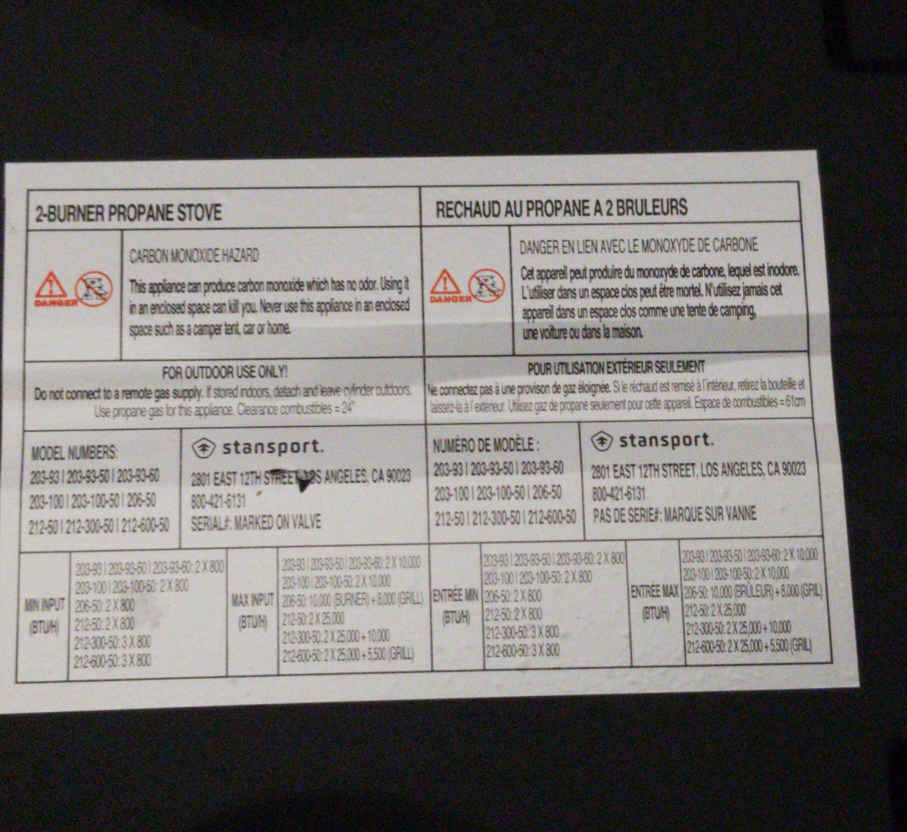 2-BURNER PROPANE STOVE
DANGER
CARBON MONOXIDE HAZARD
This appliance can produce carbon monoxide which has no odor. Using it
in an enclosed space can kill you. Never use this appliance in an enclosed
space such as a camper tent, car or home.
FOR OUTDOOR USE ONLY!
Do not connect to a remote gas supply. If stored indoors, detach and leave cylinder outdoors.
Use propane gas for this appliance. Clearance combustibles = 24"
MODEL NUMBERS:
203-93 | 203-93-50 | 203-93-60
203-100 | 203-100-50 | 206-50
212-50 | 212-300-50 | 212-600-50
stansport.
2801 EAST 12TH STREET, LOS ANGELES, CA 90023
800-421-6131
SERIAL#: MARKED ON VALVE
MIN INPUT
(BTU/H)
203-93 | 203-93-50 | 203-93-60: 2 X 800
203-100 | 203-100-50: 2 X 800
206-50: 2 X 800
212-50: 2 X 800
212-300-50: 3 X 800
212-600-50: 3 X 800
MAX INPUT
(BTU/H)
203-93 | 203-93-50 | 203-93-60: 2 X 10,000
203-100 | 203-100-50: 2 X 10,000
206-50: 10,000 (BURNER) + 8,000 (GRILL)
212-50: 2 X 25,000
212-300-50: 2 X 25,000 + 10,000
212-600-50: 2 X 25,000 + 5,500 (GRILL)
RECHAUD AU PROPANE A 2 BRULEURS
DANGER
DANGER EN LIEN AVEC LE MONOXYDE DE CARBONE
Cet appareil peut produire du monoxyde de carbone, lequel est inodore.
L'utiliser dans un espace clos peut être mortel. N'utilisez jamais cet
appareil dans un espace clos comme une tente de camping,
une voiture ou dans la maison.
POUR UTILISATION EXTÉRIEUR SEULEMENT
Ne connectez pas à une provison de gaz éloignée. Si le réchaud est remisé à l'intérieur, retirez la bouteille et
laissez-la à l'extérieur. Utilisez gaz de propane seulement pour cette appareil. Espace de combustibles = 61cm
NUMÉRO DE MODÈLE :
203-93 | 203-93-50 | 203-93-60
203-100 | 203-100-50 | 206-50
212-50 | 212-300-50 | 212-600-50
stansport.
2801 EAST 12TH STREET, LOS ANGELES, CA 90023
800-421-6131
PAS DE SERIE#: MARQUE SUR VANNE
ENTRÉE MIN
(BTU/H)
203-93 | 203-93-50 | 203-93-60: 2 X 800
203-100 | 203-100-50: 2 X 800
206-50: 2 X 800
212-50: 2 X 800
212-300-50: 3 X 800
212-600-50: 3 X 800
ENTRÉE MAX
(BTU/H)
203-93 | 203-93-50 | 203-93-60: 2 X 10,000
203-100 | 203-100-50: 2 X 10,000
206-50: 10,000 (BRÛLEUR) + 8,000 (GRIL)
212-50: 2 X 25,000
212-300-50: 2 X 25,000 + 10,000
212-600-50: 2 X 25,000 + 5,500 (GRIL)